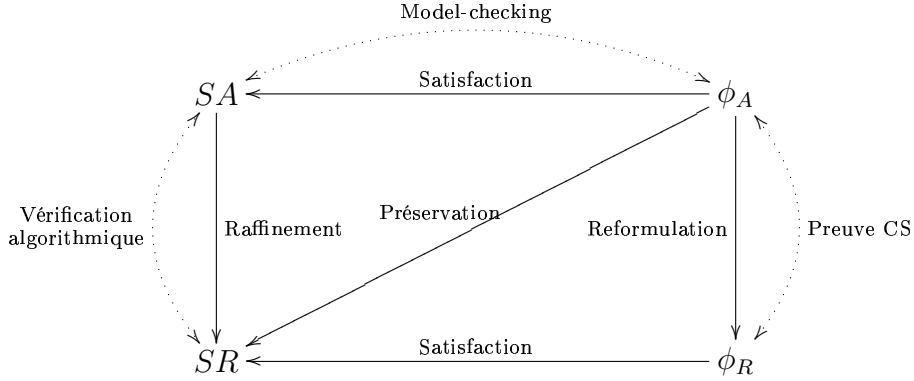 Model-checking
Satisfaction
SA
ϕ_A
Préservation
Vérification
algorithmique
Raffinement
Reformulation
Preuve CS
Satisfaction
SR
ϕ_R